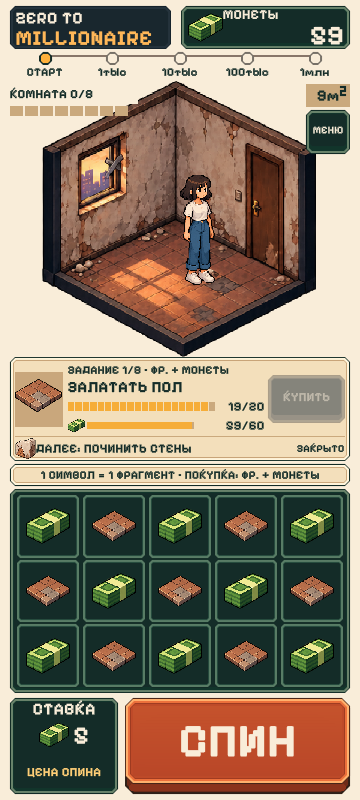 ZERO TO
MILLIONAIRE
МОНЕТЫ
59
СТАРТ
1тыс
10тыс
100тыс
1млн
КОМНАТА 0/8
9м²
МЕНЮ
ЗАДАНИЕ 1/8 · ФР. + МОНЕТЫ
ЗАЛАТАТЬ ПОЛ
КУПИТЬ
19/20
59/60
ДАЛЕЕ: ПОЧИНИТЬ СТЕНЫ
ЗАКРЫТО
1 СИМВОЛ = 1 ФРАГМЕНТ · ПОКУПКА: ФР. + МОНЕТЫ
СТАВКА
5
ЦЕНА СПИНА
СПИН